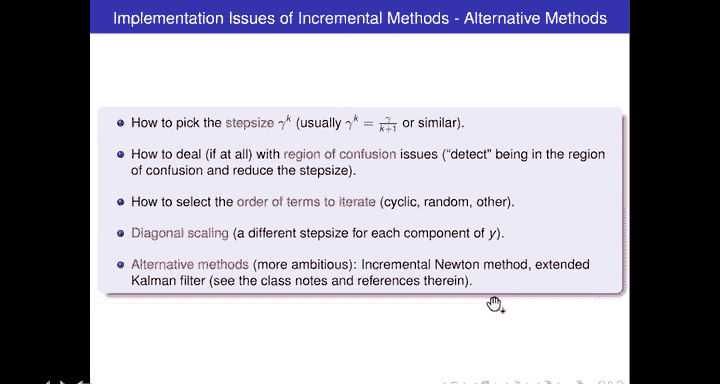 Implementation Issues of Incremental Methods - Alternative Methods
How to pick the stepsize γ^k (usually γ^k = γ/(k+1) or similar).
How to deal (if at all) with region of confusion issues ("detect" being in the region
of confusion and reduce the stepsize).
How to select the order of terms to iterate (cyclic, random, other).
Diagonal scaling (a different stepsize for each component of y).
Alternative methods (more ambitious): Incremental Newton method, extended
Kalman filter (see the class notes and references therein).